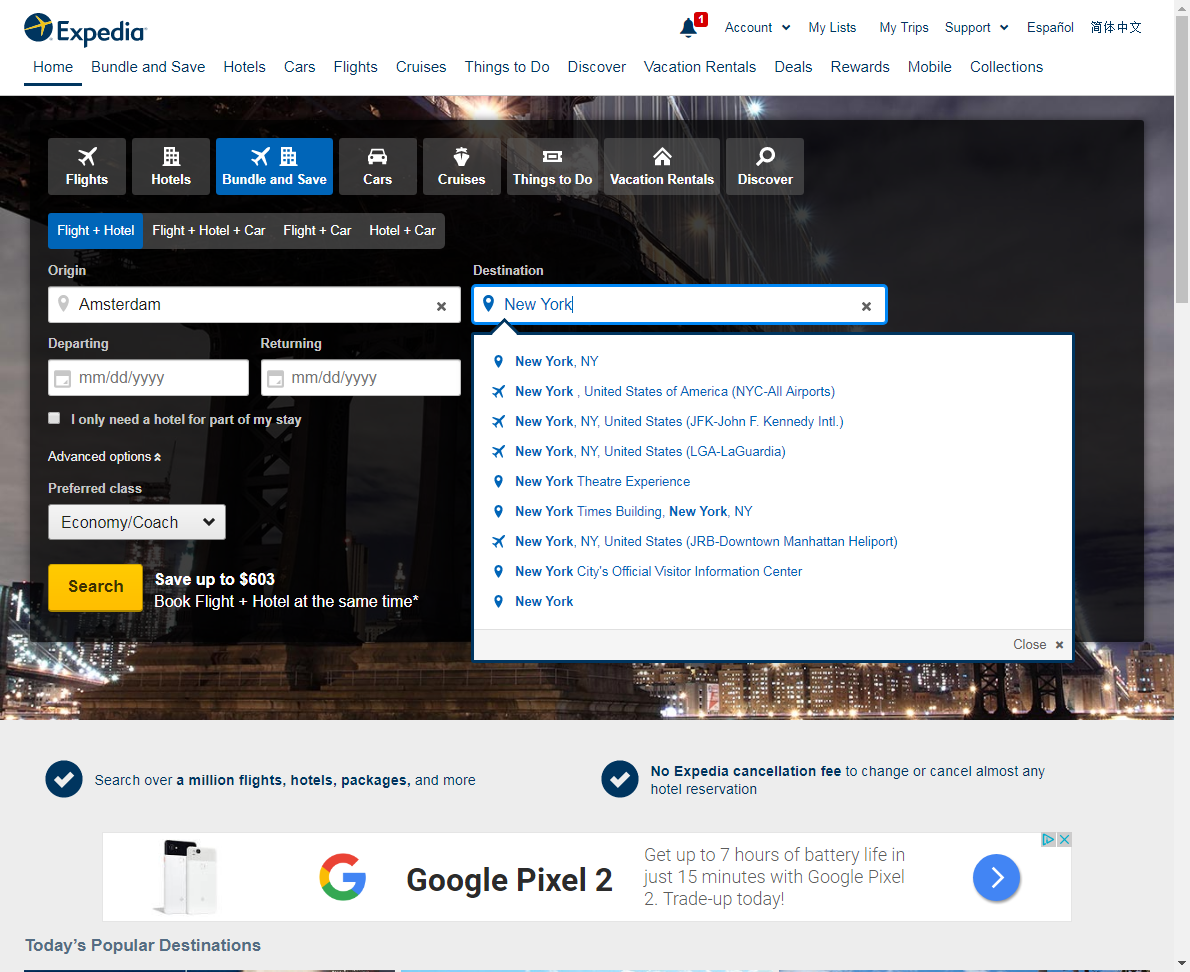 Expedia
1
Account
My Lists
My Trips
Support
Español
简体中文
Home
Bundle and Save
Hotels
Cars
Flights
Cruises
Things to Do
Discover
Vacation Rentals
Deals
Rewards
Mobile
Collections
Flights
Hotels
Bundle and Save
Cars
Cruises
Things to Do
Vacation Rentals
Discover
Flight + Hotel
Flight + Hotel + Car
Flight + Car
Hotel + Car
Origin
Destination
Amsterdam
New York
Departing
Returning
mm/dd/yyyy
mm/dd/yyyy
I only need a hotel for part of my stay
Advanced options
Preferred class
Economy/Coach
Search
Save up to $603
Book Flight + Hotel at the same time*
New York, NY
New York , United States of America (NYC-All Airports)
New York, NY, United States (JFK-John F. Kennedy Intl.)
New York, NY, United States (LGA-LaGuardia)
New York Theatre Experience
New York Times Building, New York, NY
New York, NY, United States (JRB-Downtown Manhattan Heliport)
New York City's Official Visitor Information Center
New York
Close
Search over a million flights, hotels, packages, and more
No Expedia cancellation fee to change or cancel almost any
hotel reservation
Google Pixel 2
Get up to 7 hours of battery life in
just 15 minutes with Google Pixel
2. Trade-up today!
Today’s Popular Destinations